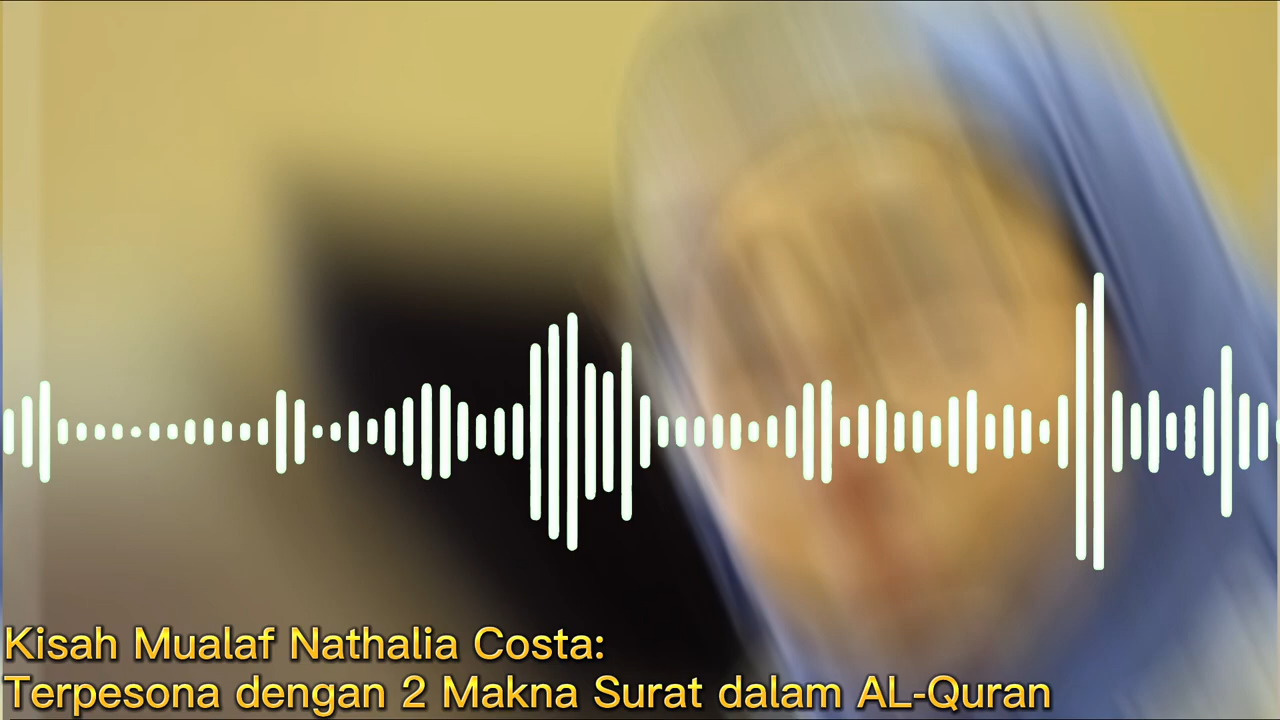 Kisah Mualaf Nathalia Costa:
Terpesona dengan 2 Makna Surat dalam AL-Quran